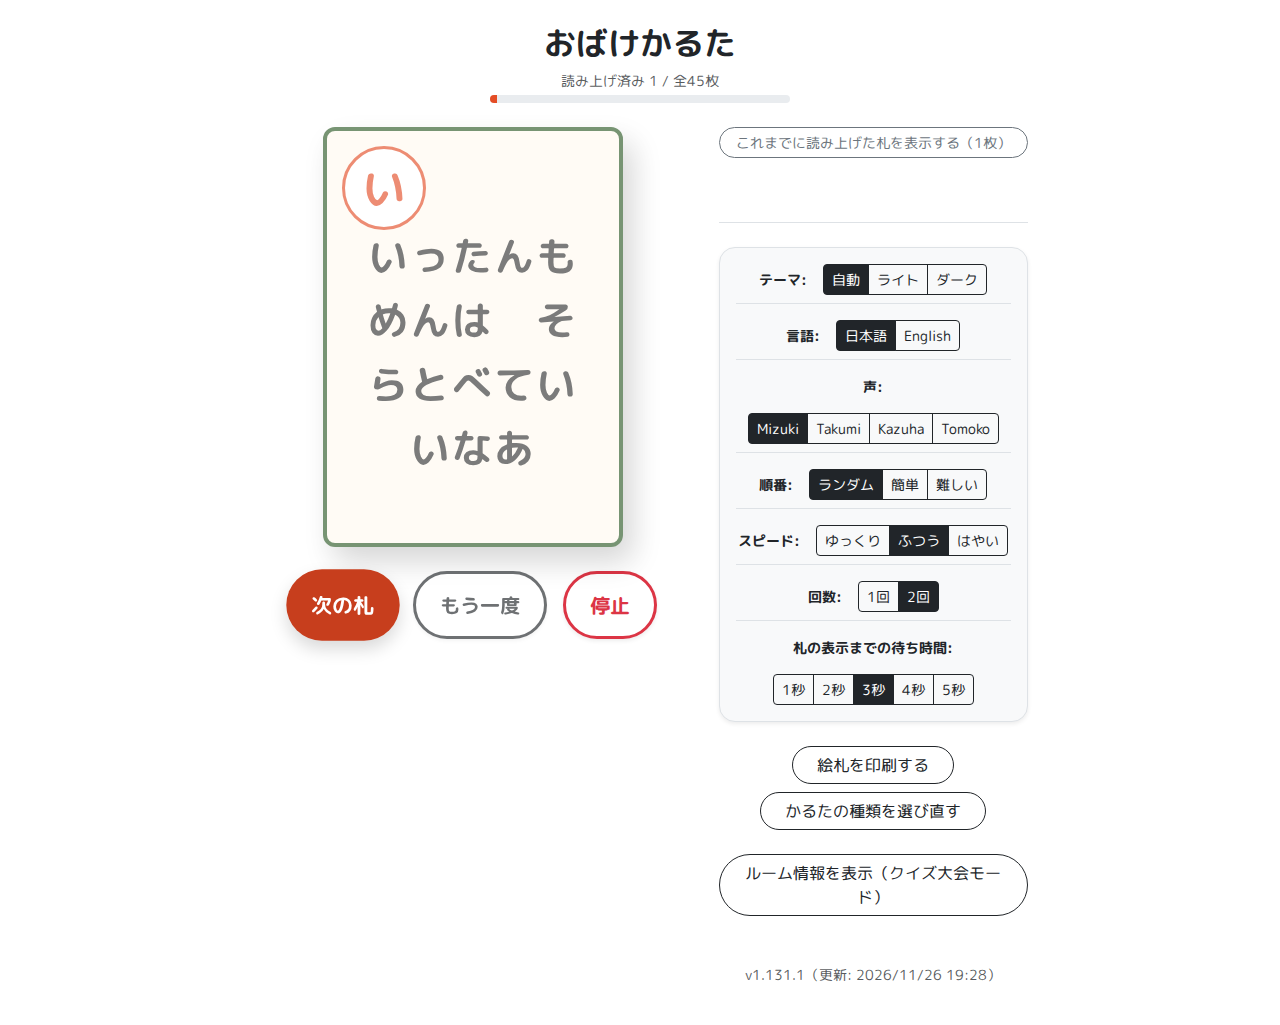 おばけかるた
読み上げ済み 1 / 全45枚
い
いったんも
めんは　そ
らとべてい
いなあ
次の札
もう一度
停止
これまでに読み上げた札を表示する（1枚）
テーマ: 自動 ライト ダーク
言語: 日本語 English
声:
Mizuki Takumi Kazuha Tomoko
順番: ランダム 簡単 難しい
スピード: ゆっくり ふつう はやい
回数: 1回 2回
札の表示までの待ち時間:
1秒 2秒 3秒 4秒 5秒
絵札を印刷する
かるたの種類を選び直す
ルーム情報を表示（クイズ大会モー
ド）
v1.131.1（更新: 2026/11/26 19:28）